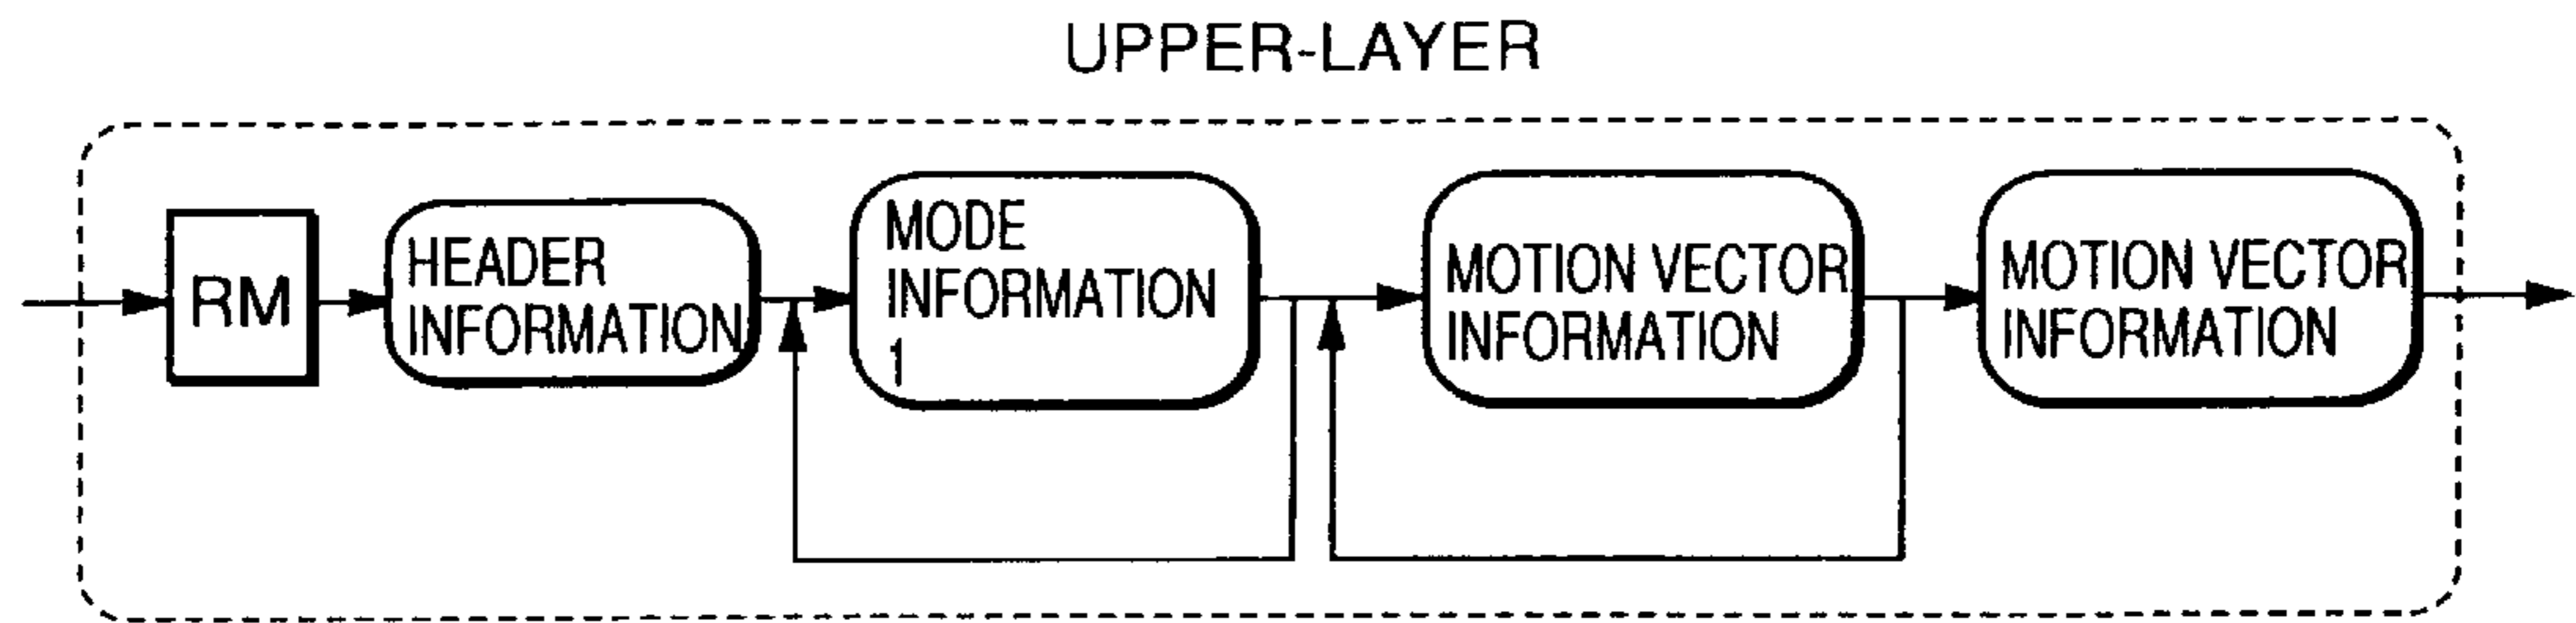 UPPER-LAYER
RM
HEADER
INFORMATION
MODE
INFORMATION
1
MOTION VECTOR
INFORMATION
MOTION VECTOR
INFORMATION